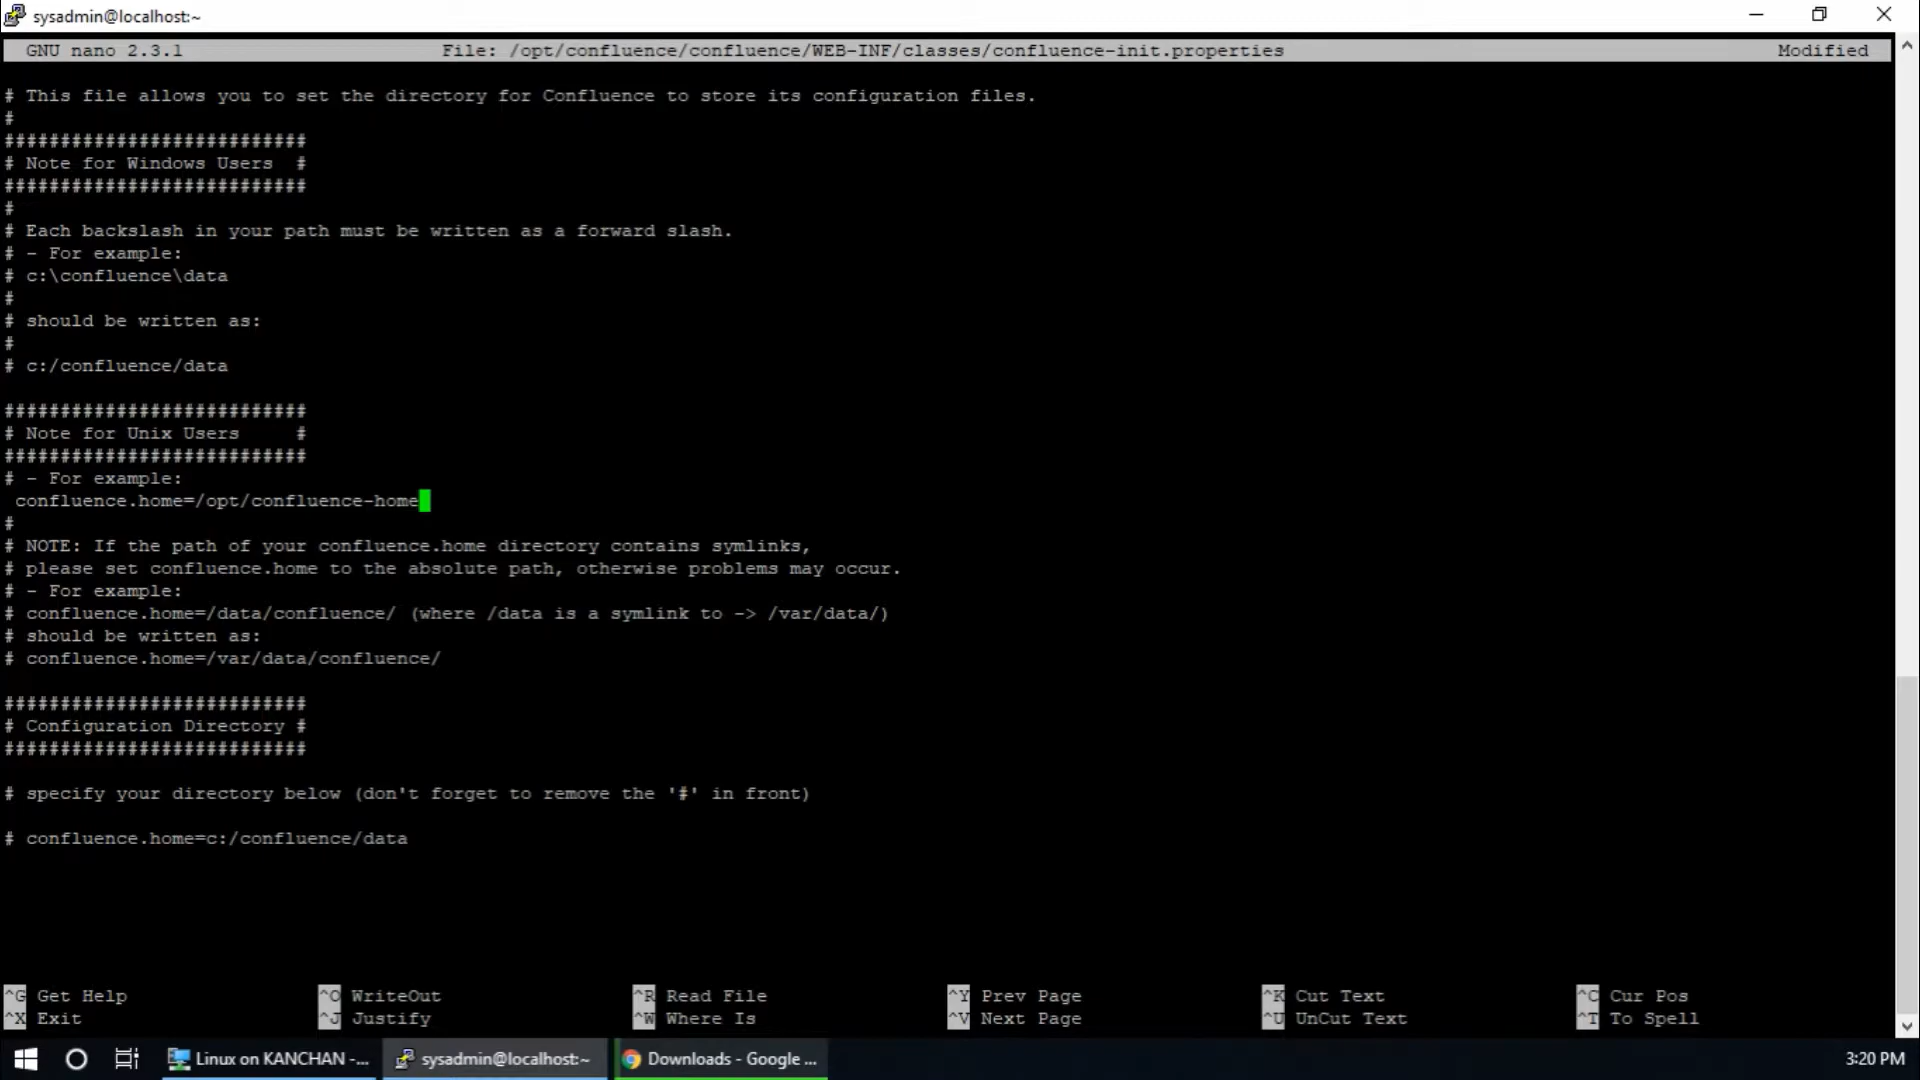 sysadmin@localhost:~
GNU nano 2.3.1 File: /opt/confluence/confluence/WEB-INF/classes/confluence-init.properties Modified
# This file allows you to set the directory for Confluence to store its configuration files.
#
###########################
# Note for Windows Users  #
###########################
#
# Each backslash in your path must be written as a forward slash.
# - For example:
# c:\confluence\data
#
# should be written as:
#
# c:/confluence/data
###########################
# Note for Unix Users     #
###########################
# - For example:
confluence.home=/opt/confluence-home
#
# NOTE: If the path of your confluence.home directory contains symlinks,
# please set confluence.home to the absolute path, otherwise problems may occur.
# - For example:
# confluence.home=/data/confluence/ (where /data is a symlink to -> /var/data/)
# should be written as:
# confluence.home=/var/data/confluence/
###########################
# Configuration Directory #
###########################
# specify your directory below (don't forget to remove the '#' in front)
# confluence.home=c:/confluence/data
^G Get Help ^O WriteOut ^R Read File ^Y Prev Page ^K Cut Text ^C Cur Pos
^X Exit ^J Justify ^W Where Is ^V Next Page ^U UnCut Text ^T To Spell
Linux on KANCHAN -... sysadmin@localhost:~ Downloads - Google ... 3:20 PM